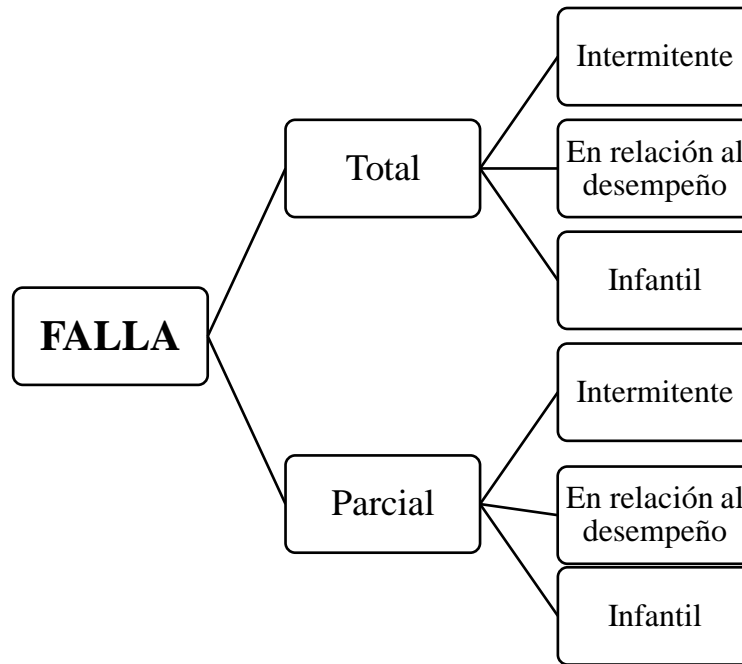 Intermitente
Total
En relación al
desempeño
Infantil
FALLA
Intermitente
Parcial
En relación al
desempeño
Infantil